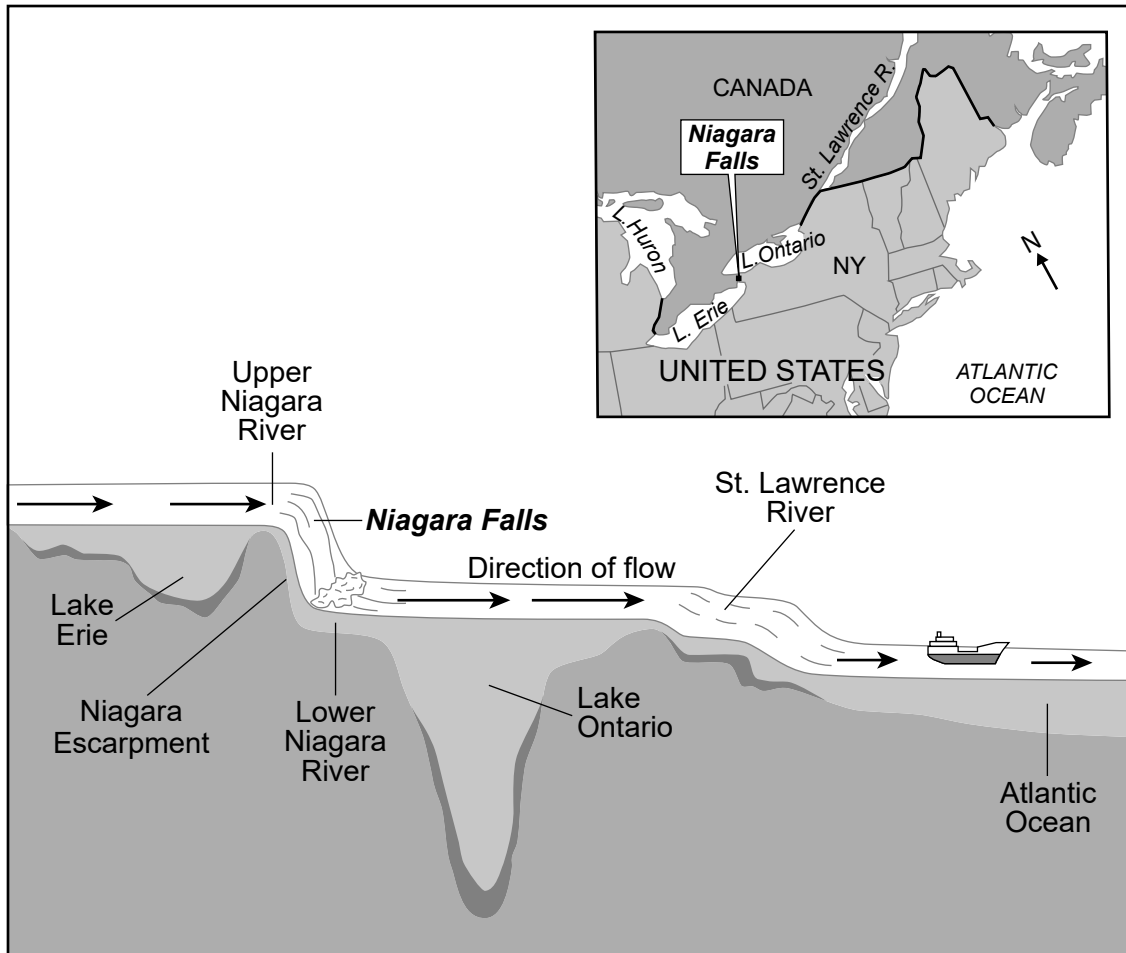 CANADA
St. Lawrence R.
Niagara
Falls
L. Huron
L.Ontario
NY
N
L. Erie
UNITED STATES
ATLANTIC
OCEAN
Upper
Niagara
River
Niagara Falls
St. Lawrence
River
Direction of flow
Lake
Erie
Niagara
Escarpment
Lower
Niagara
River
Lake
Ontario
Atlantic
Ocean